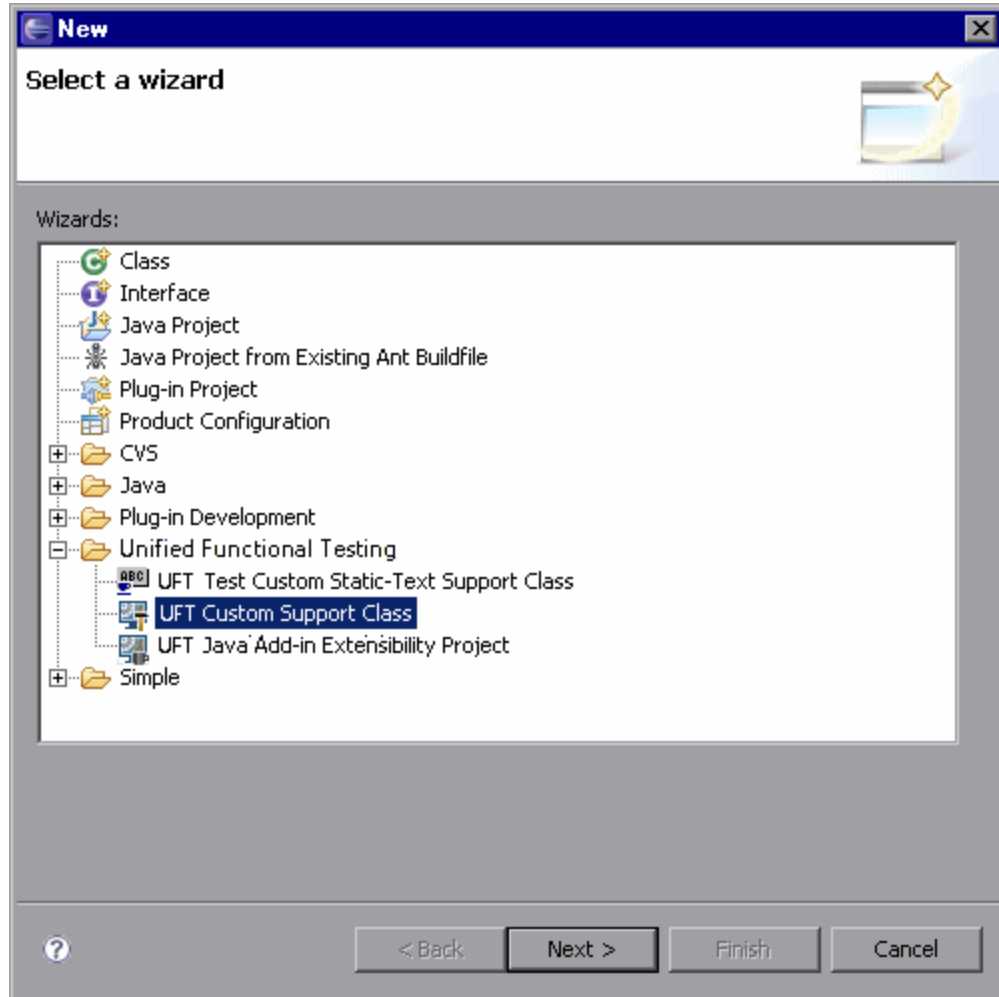 New
Select a wizard
Wizards:
Class
Interface
Java Project
Java Project from Existing Ant Buildfile
Plug-in Project
Product Configuration
CVS
Java
Plug-in Development
Unified Functional Testing
UFT Test Custom Static-Text Support Class
UFT Custom Support Class
UFT Java Add-in Extensibility Project
Simple
< Back Next > Finish Cancel